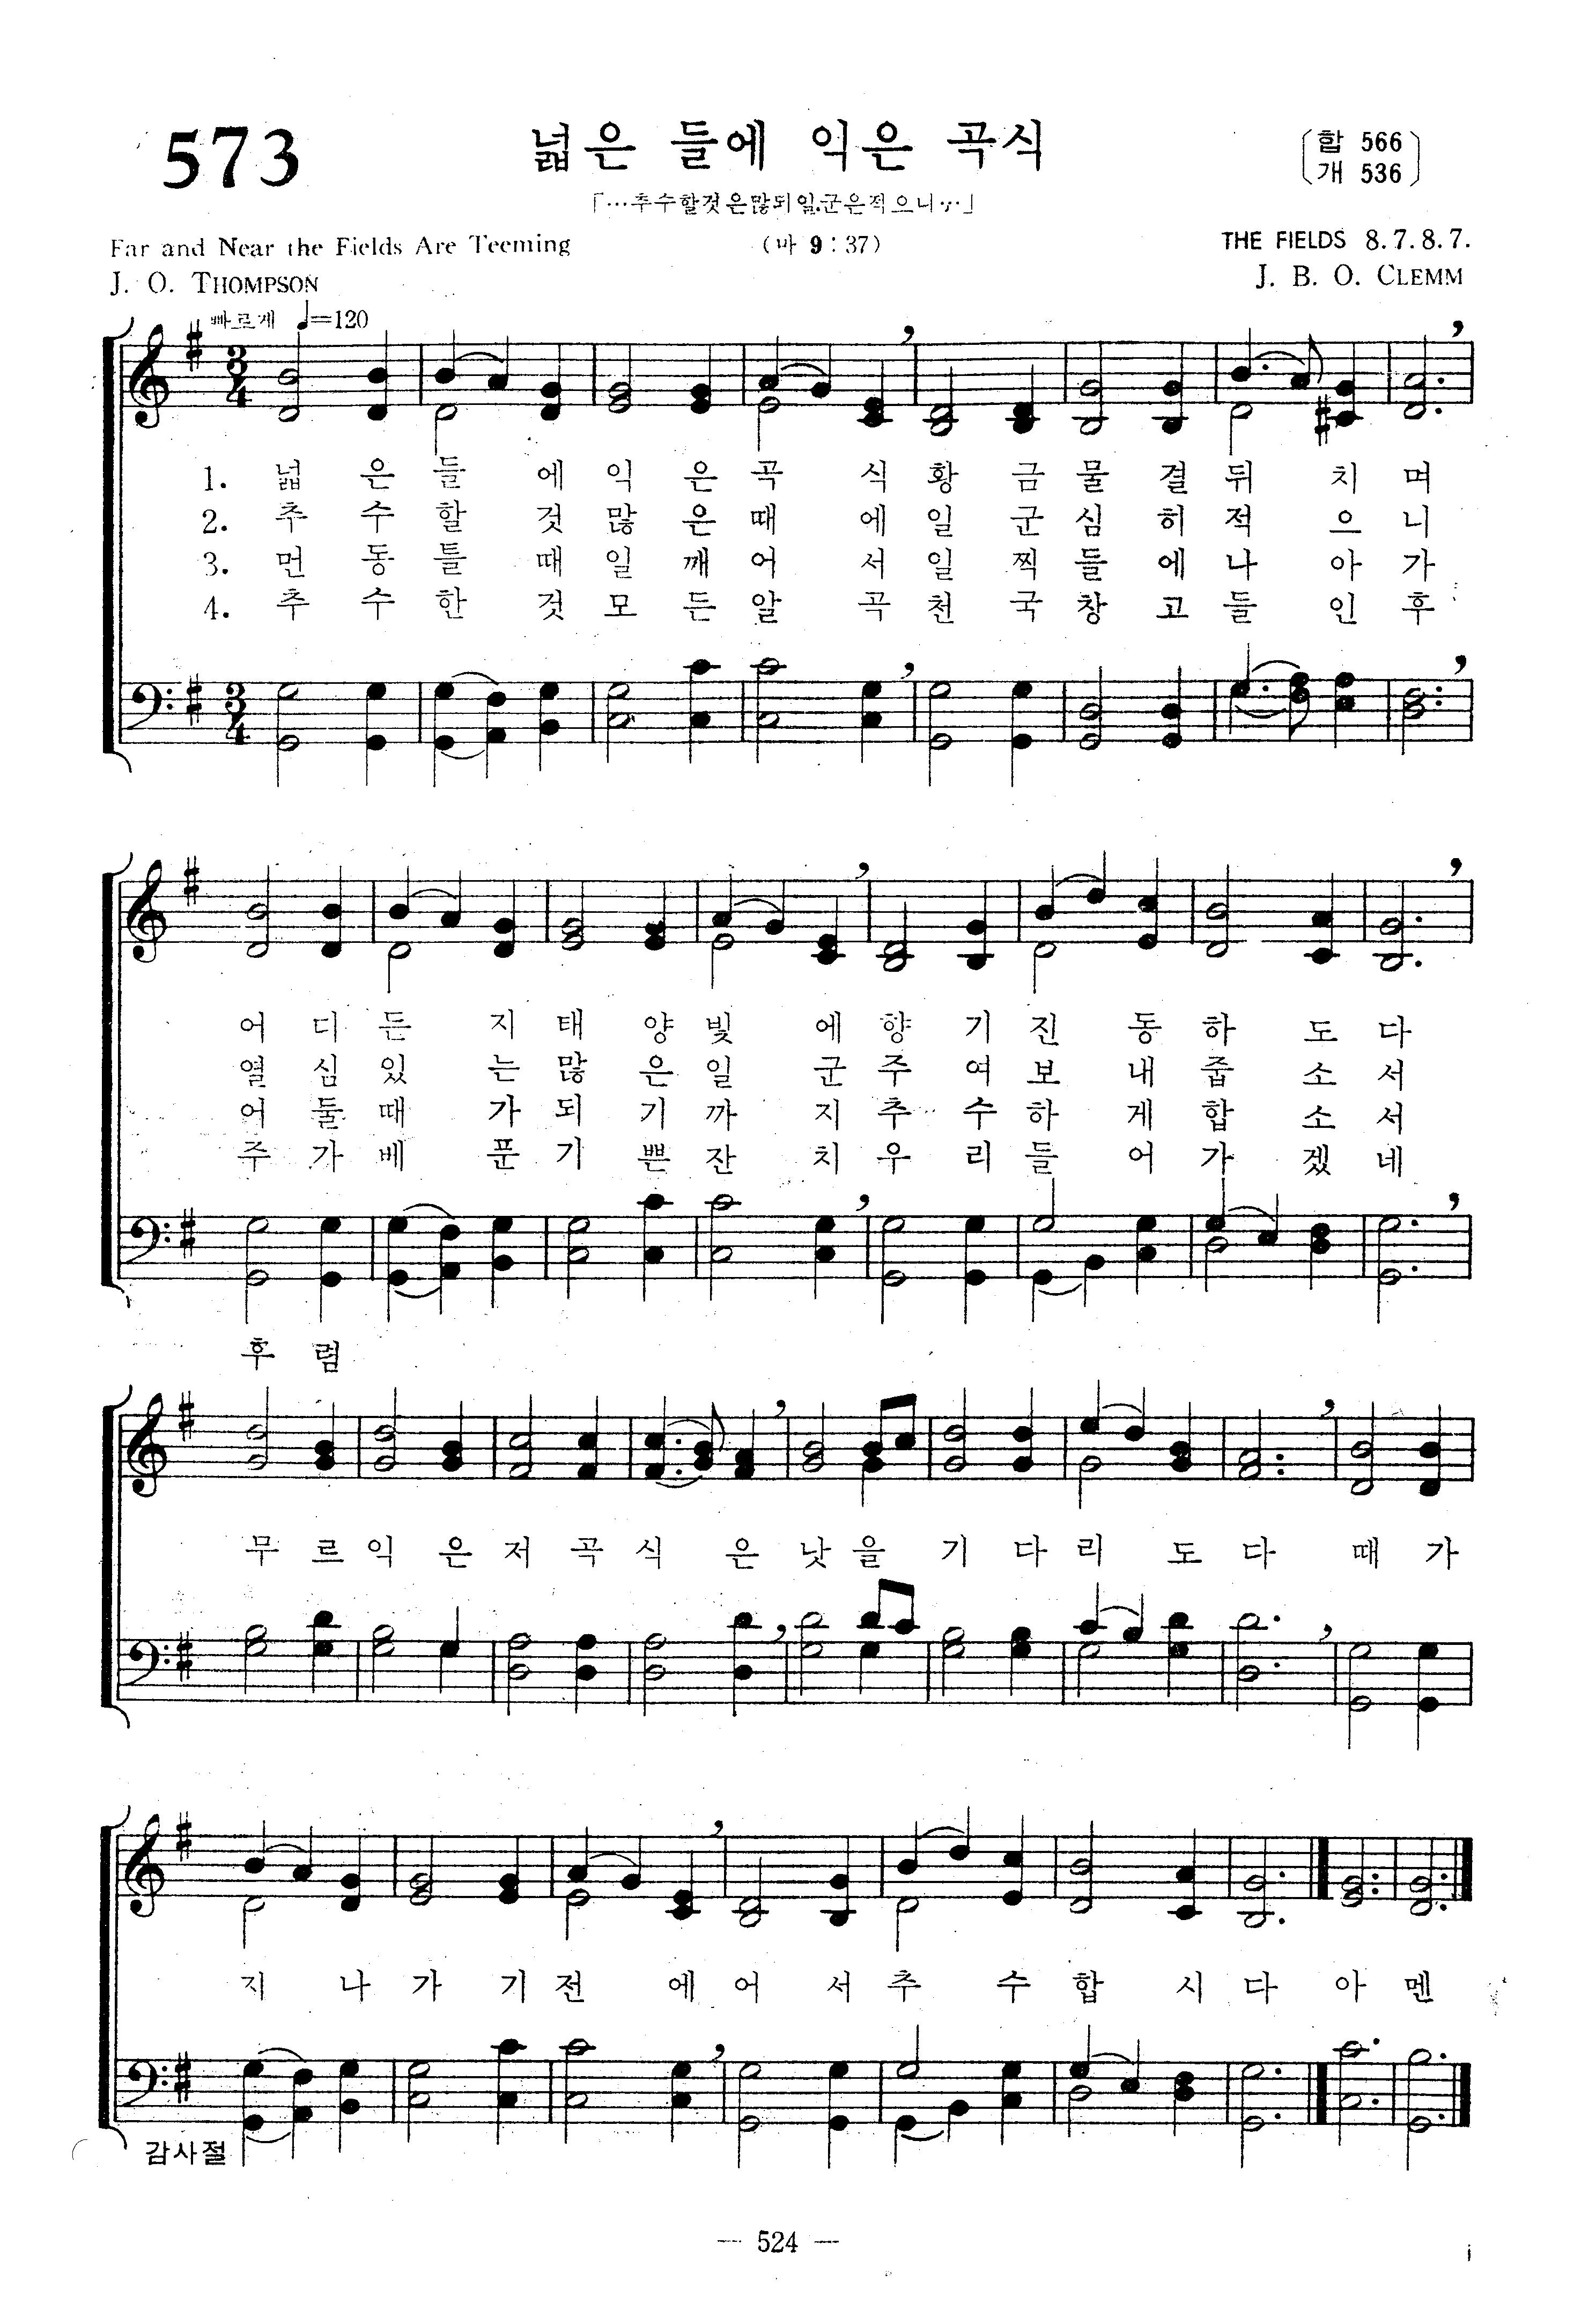 573
넓은 들에 익은 곡식
〔합 566
개 536〕
「…추수할것은많되일군은적으니…」
Far and Near the Fields Are Teeming
(마 9:37)
THE FIELDS 8.7.8.7.
J. O. THOMPSON
J. B. O. CLEMM
빠르게 ♩=120
1. 넓 은 들 에 익 은 곡 식 황 금 물 결 뒤 치 며
2. 추 수 할 것 많 은 때 에 일 군 심 히 적 으 니
3. 먼 동 틀 때 일 깨 어 서 일 찍 들 에 나 아 가
4. 추 수 한 것 모 든 알 곡 천 국 창 고 들 인 후
어 디 든 지 태 양 빛 에 향 기 진 동 하 도 다
열 심 있 는 많 은 일 군 주 여 보 내 줍 소 서
어 둘 때 가 되 기 까 지 추 수 하 게 합 소 서
주 가 베 푼 기 쁜 잔 치 우 리 들 어 가 겠 네
후 렴
무 르 익 은 저 곡 식 은 낫 을 기 다 리 도 다 때 가
지 나 가 기 전 에 어 서 추 수 합 시 다 아 멘
감사절
— 524 —